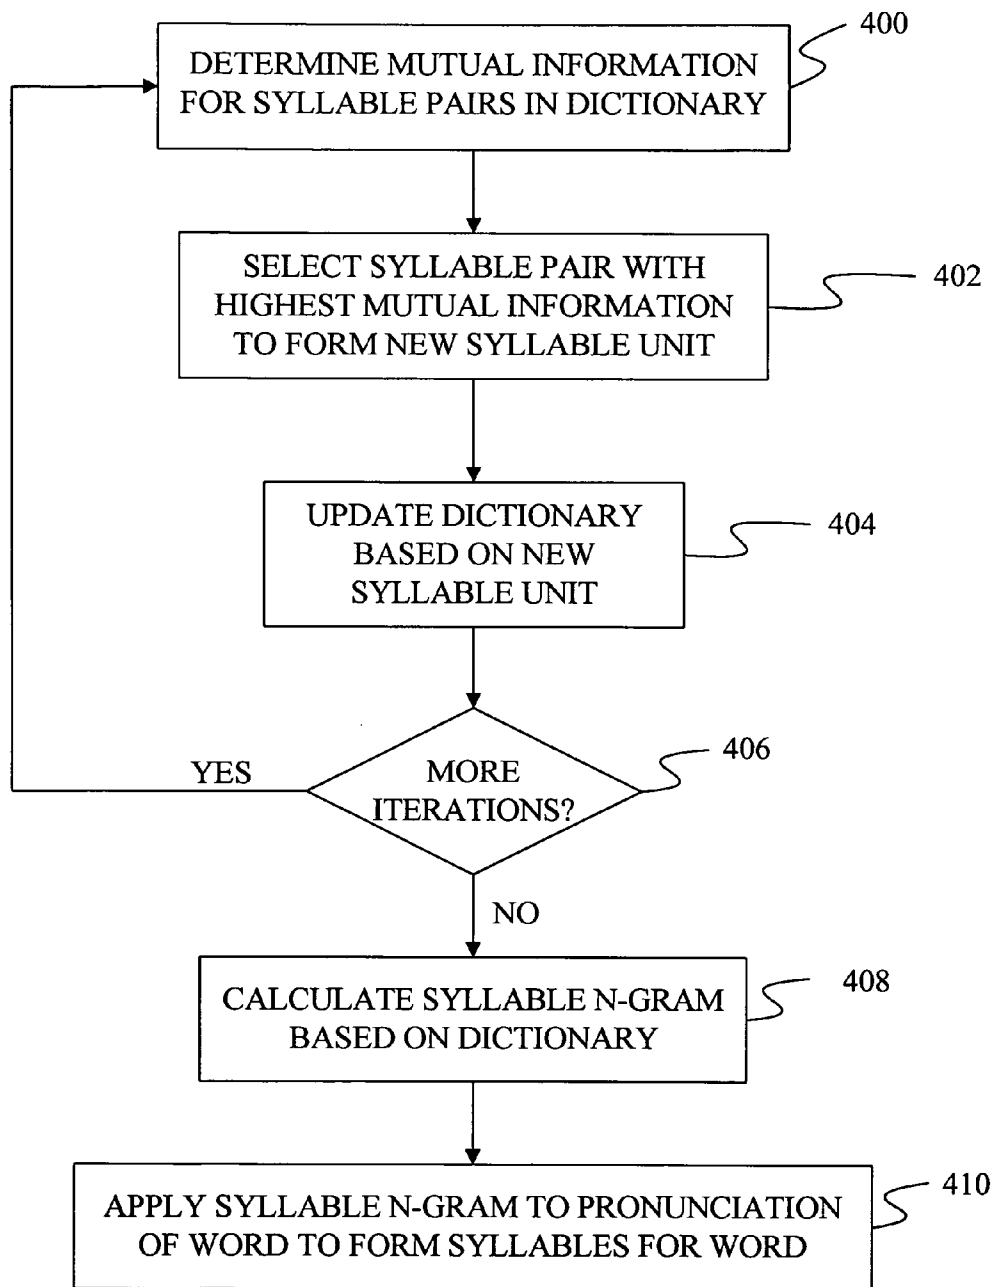 400
DETERMINE MUTUAL INFORMATION
FOR SYLLABLE PAIRS IN DICTIONARY
SELECT SYLLABLE PAIR WITH
HIGHEST MUTUAL INFORMATION
TO FORM NEW SYLLABLE UNIT
402
UPDATE DICTIONARY
BASED ON NEW
SYLLABLE UNIT
404
YES
MORE
ITERATIONS?
406
NO
CALCULATE SYLLABLE N-GRAM
BASED ON DICTIONARY
408
APPLY SYLLABLE N-GRAM TO PRONUNCIATION
OF WORD TO FORM SYLLABLES FOR WORD
410